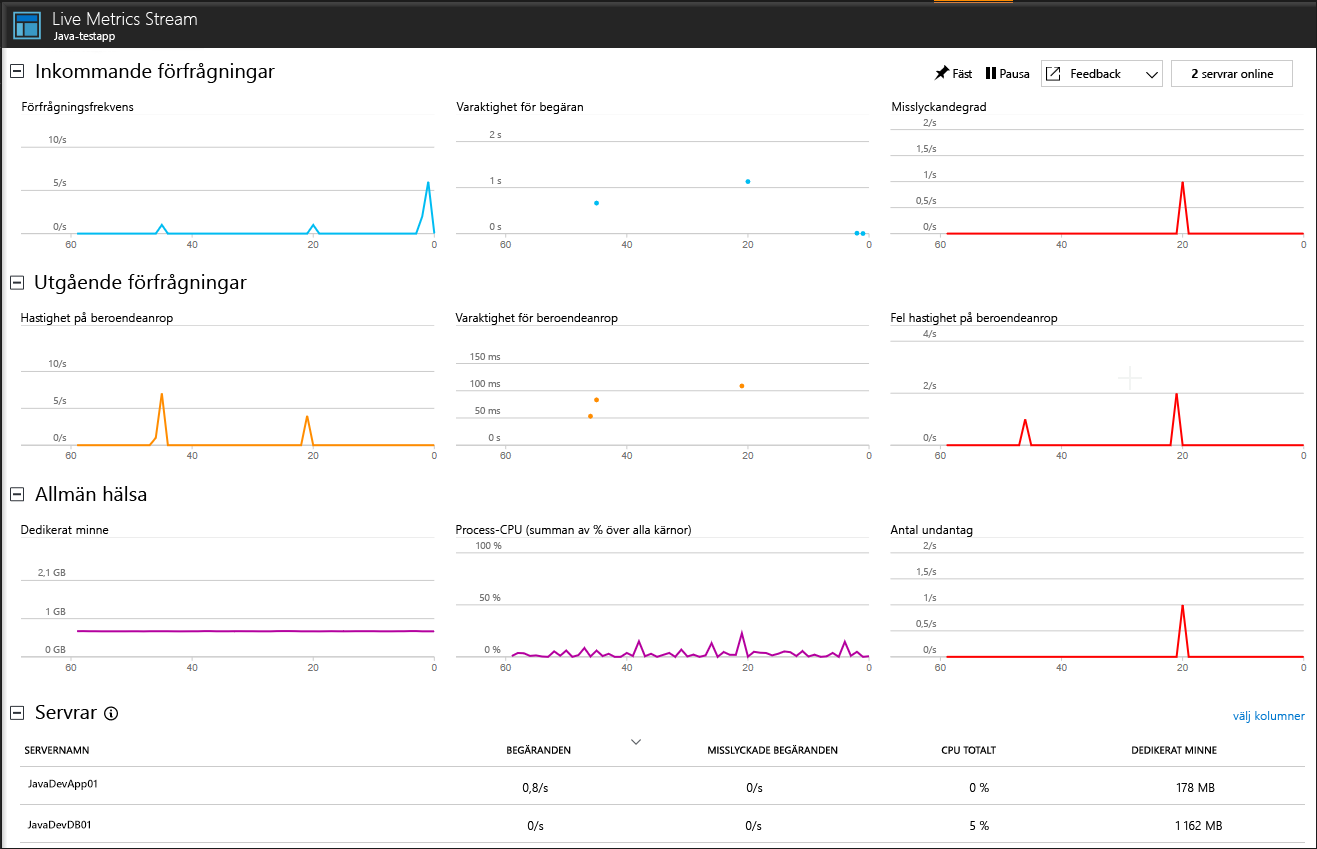 Live Metrics Stream
Java-testapp
Inkommande förfrågningar
Fäst
Pausa
Feedback
2 servrar online
Förfrågningsfrekvens
10/s
5/s
0/s
60 40 20 0
Varaktighet för begäran
2 s
1 s
0 s
60 40 20 0
Misslyckandegrad
2/s
1,5/s
1/s
0,5/s
0/s
60 40 20 0
Utgående förfrågningar
Hastighet på beroendeanrop
10/s
5/s
0/s
60 40 20 0
Varaktighet för beroendeanrop
150 ms
100 ms
50 ms
0 s
60 40 20 0
Fel hastighet på beroendeanrop
4/s
2/s
0/s
60 40 20 0
Allmän hälsa
Dedikerat minne
2,1 GB
1 GB
0 GB
60 40 20 0
Process-CPU (summan av % över alla kärnor)
100 %
50 %
0 %
60 40 20 0
Antal undantag
2/s
1,5/s
1/s
0,5/s
0/s
60 40 20 0
Servrar
välj kolumner
SERVERNAMN BEGÄRANDEN MISSLYCKADE BEGÄRANDEN CPU TOTALT DEDIKERAT MINNE
JavaDevApp01 0,8/s 0/s 0 % 178 MB
JavaDevDB01 0/s 0/s 5 % 1 162 MB